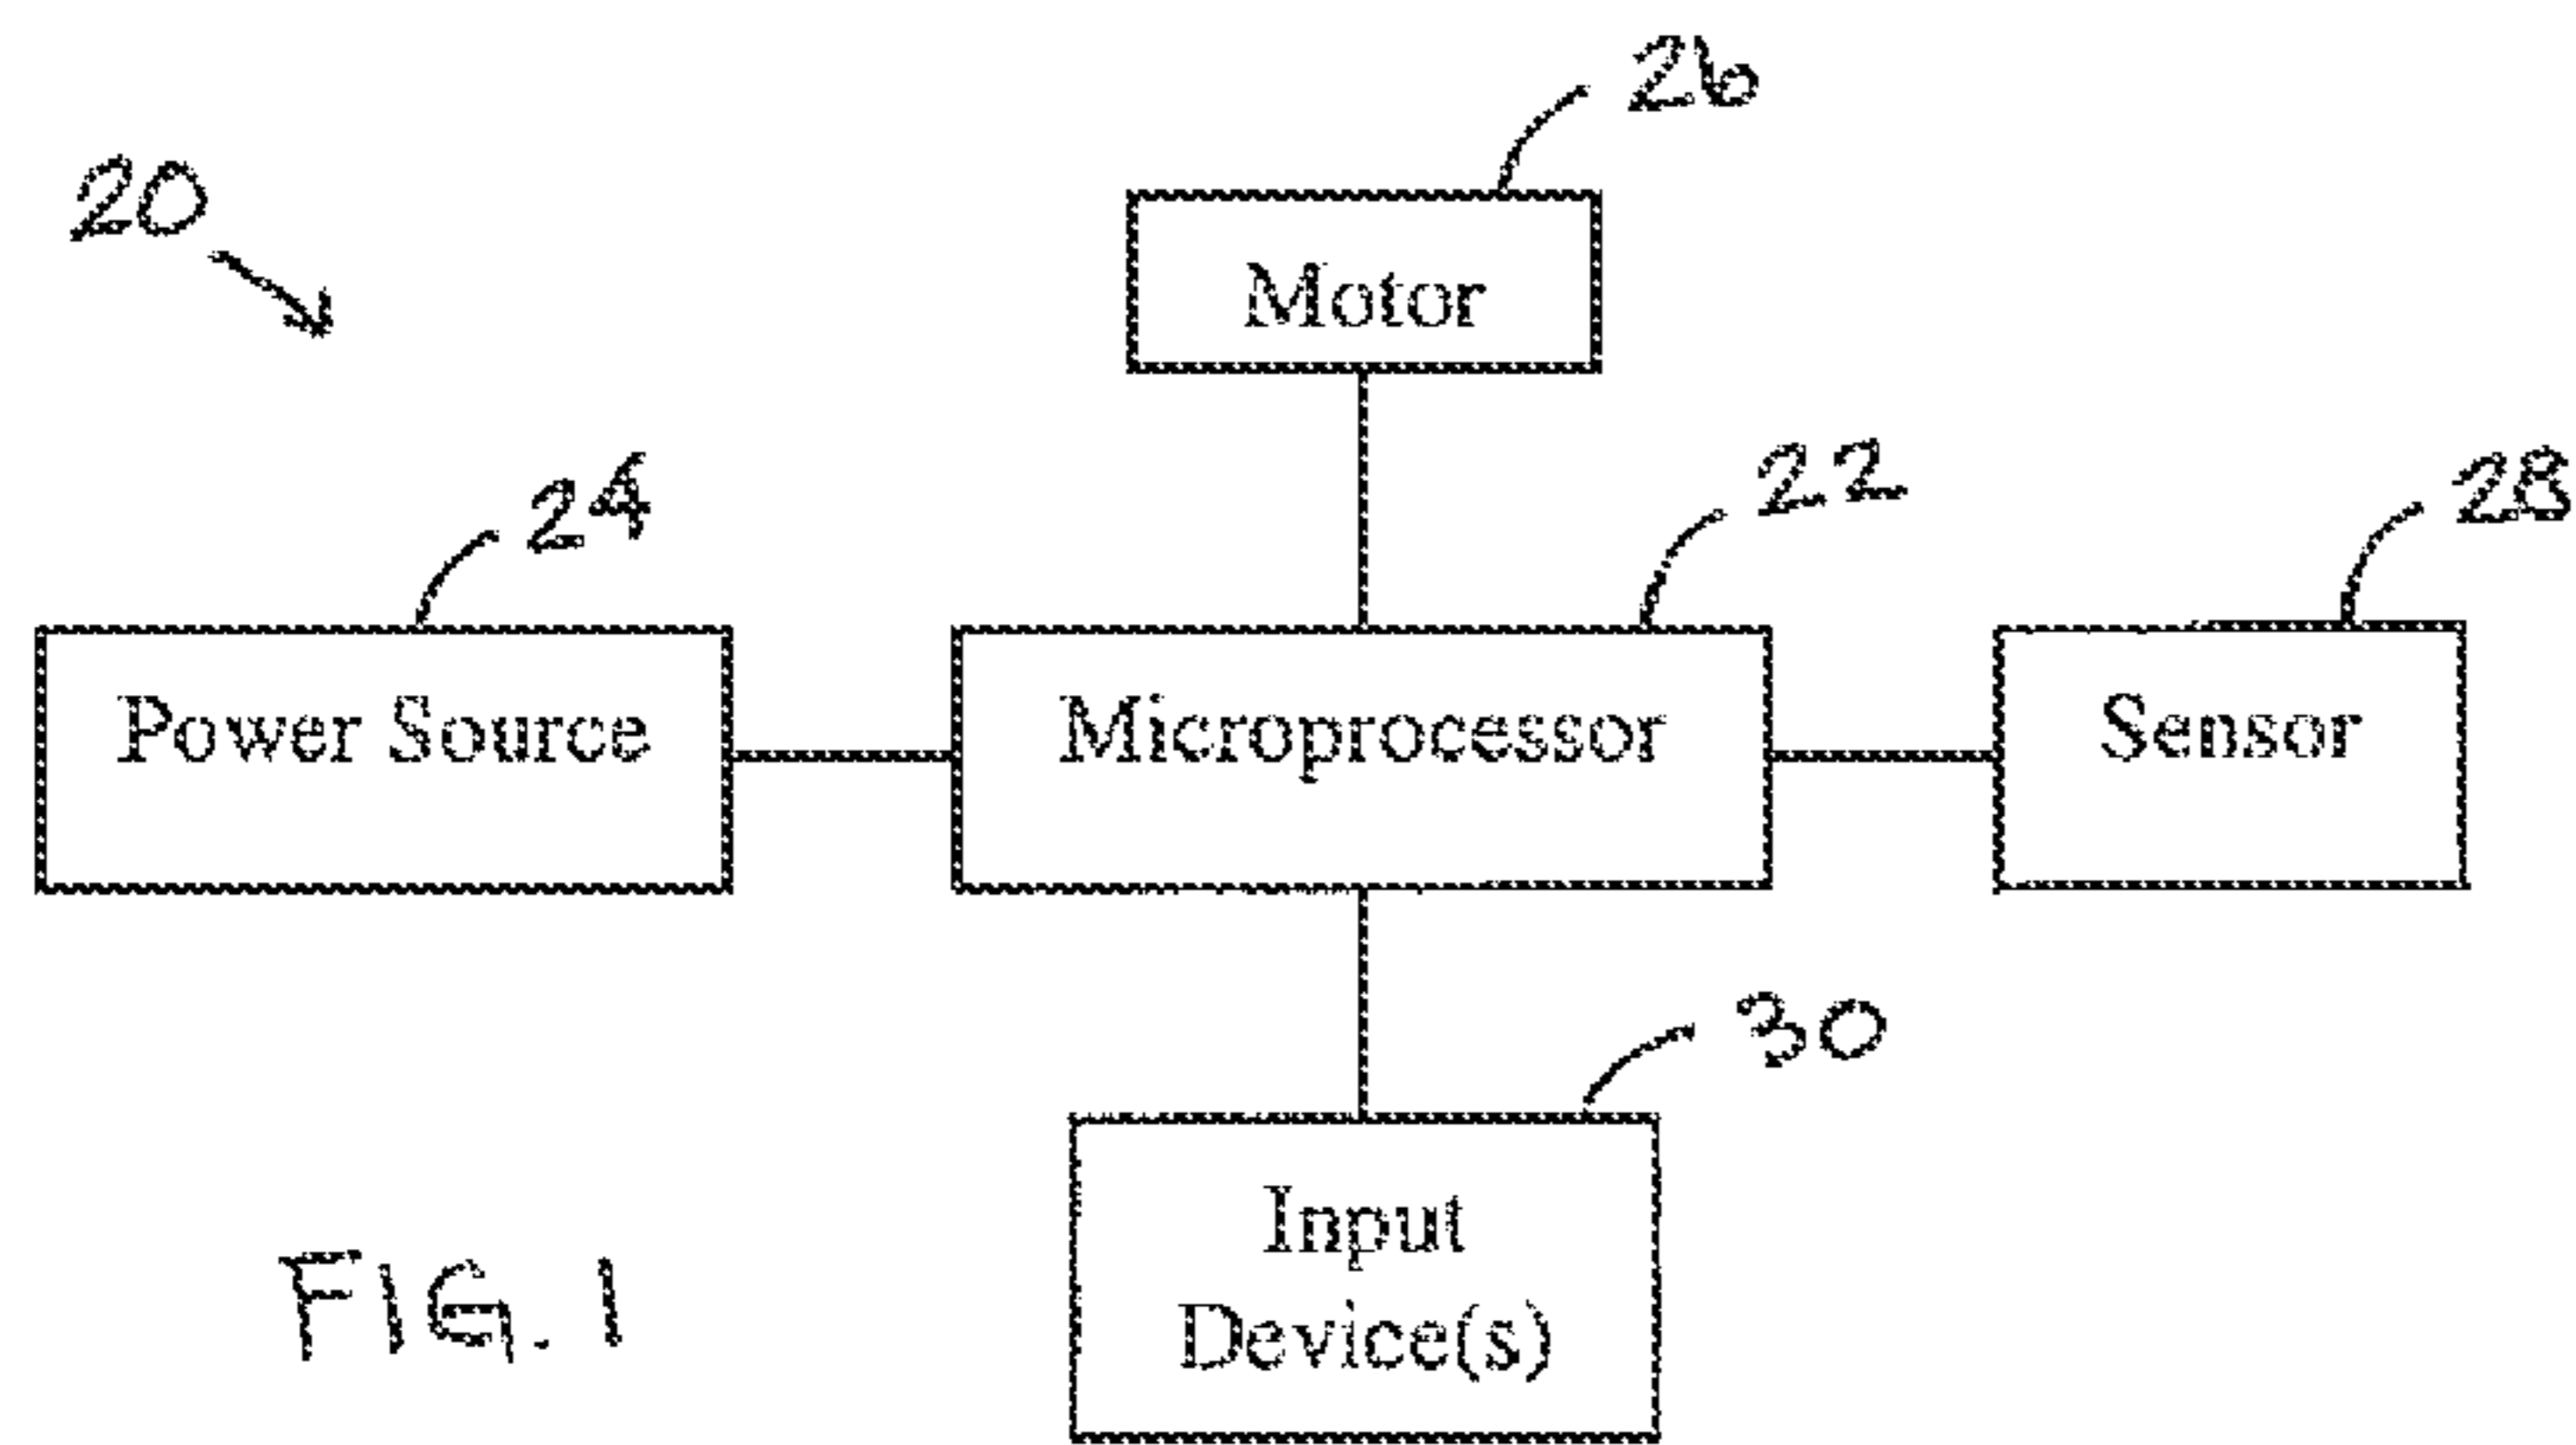 26
20
Motor
24
22
28
Power Source
Microprocessor
Sensor
30
Input
Device(s)
FIG. 1